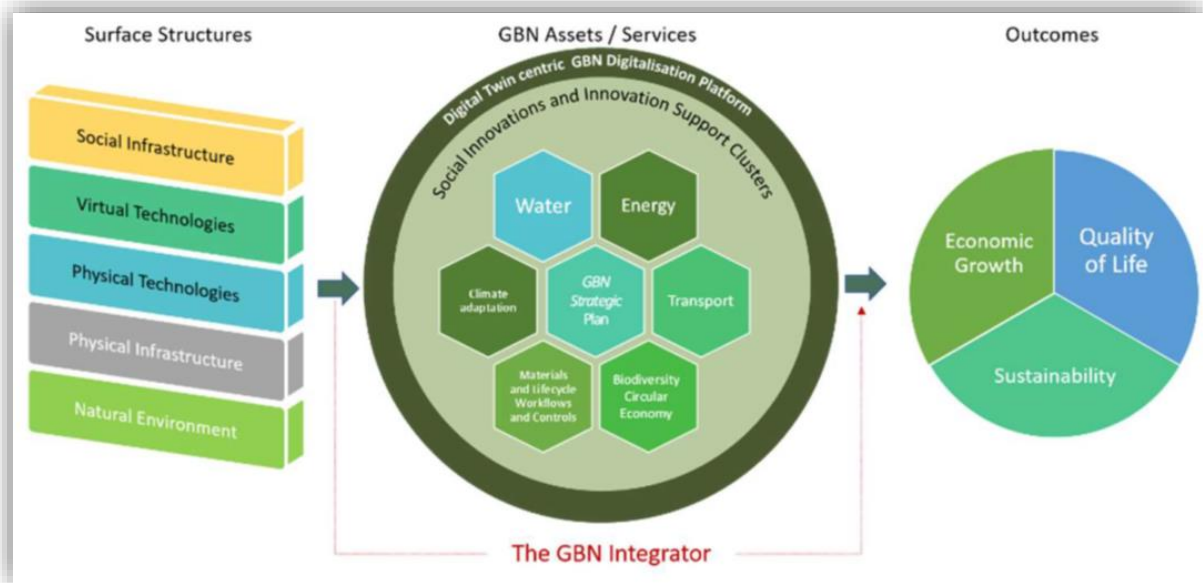 Surface Structures
GBN Assets / Services
Outcomes
Social Infrastructure
Virtual Technologies
Physical Technologies
Physical Infrastructure
Natural Environment
Digital Twin centric GBN Digitalisation Platform
Social Innovations and Innovation Support Clusters
Water
Energy
Climate
adaptation
GBN
Strategic
Plan
Transport
Materials
and Lifecycle
Workflows
and Controls
Biodiversity
Circular
Economy
Economic
Growth
Quality
of Life
Sustainability
The GBN Integrator